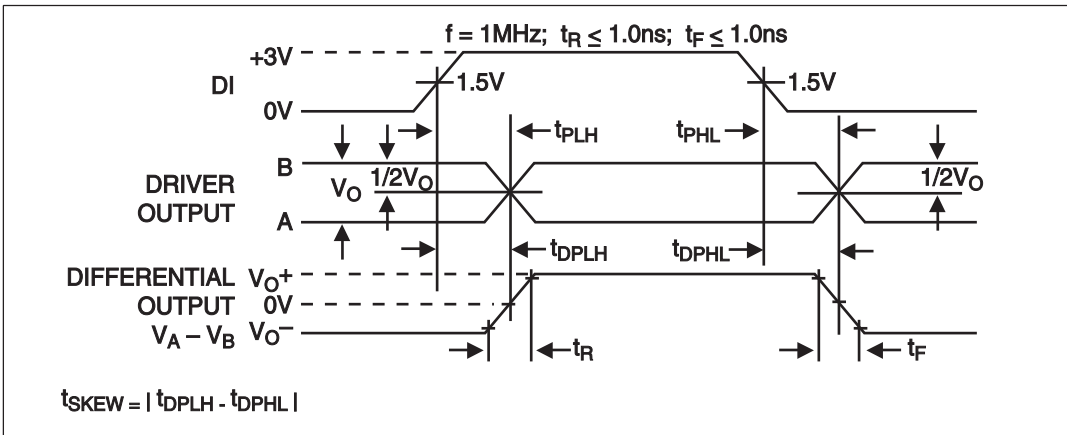 f = 1MHz; tR ≤ 1.0ns; tF ≤ 1.0ns
+3V
DI
1.5V
1.5V
0V
tPLH
tPHL
B
DRIVER
OUTPUT
VO
1/2VO
1/2VO
A
tDPLH
tDPHL
DIFFERENTIAL
OUTPUT
VA – VB
VO+
0V
VO–
tR
tF
tSKEW = | tDPLH - tDPHL |